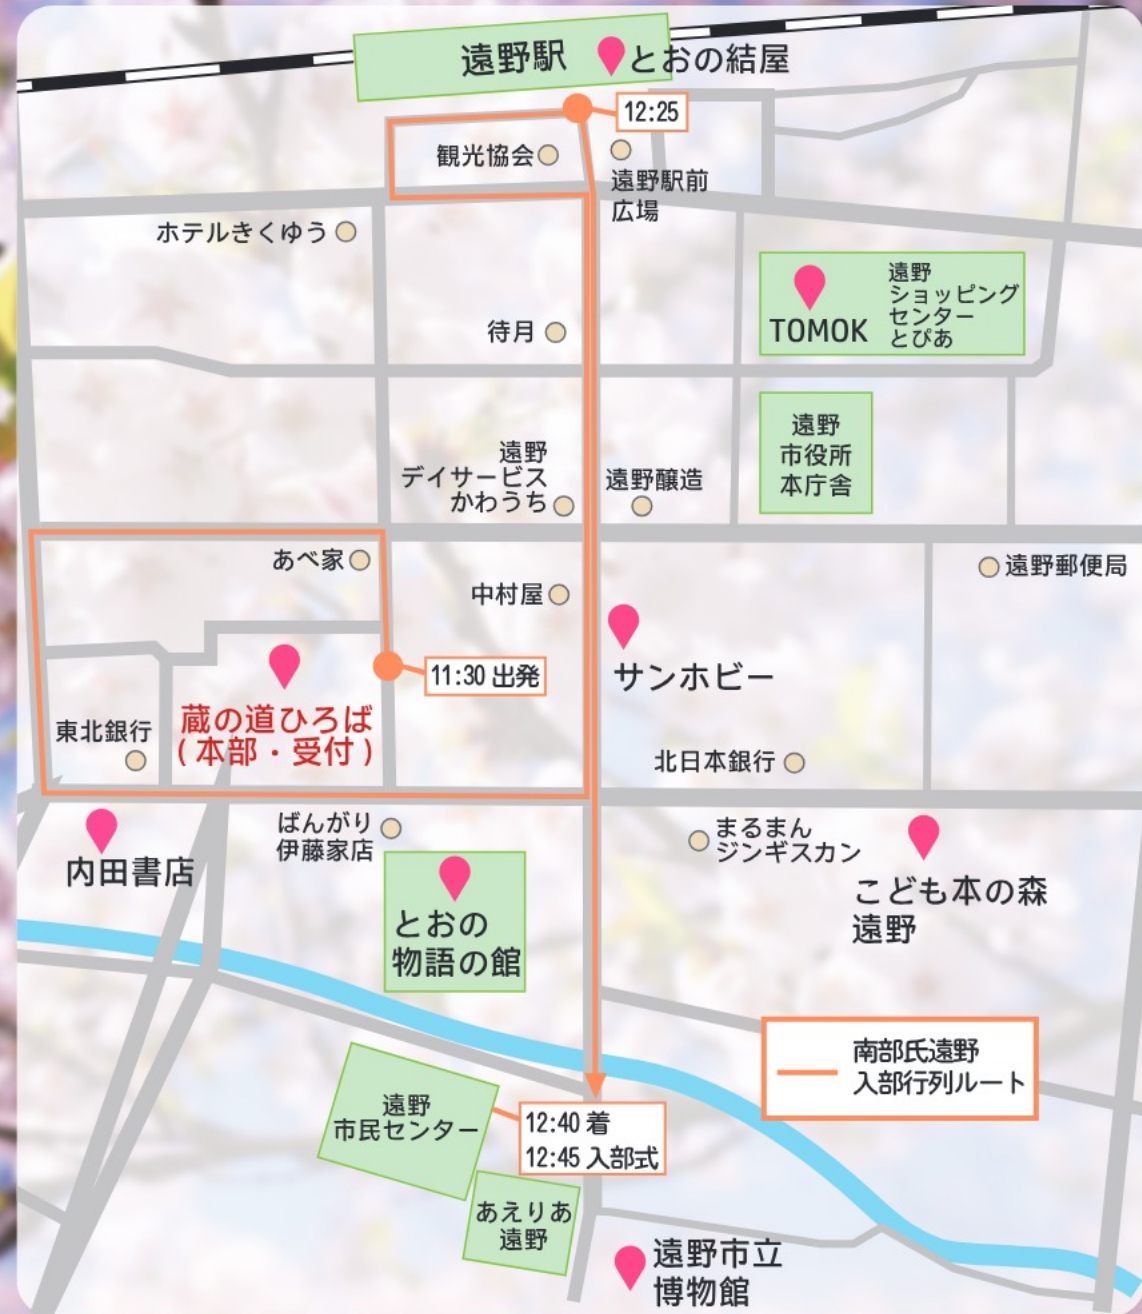 遠野駅
とおの結屋
12:25
観光協会
遠野駅前
広場
ホテルきくゆう
待月
TOMOK
遠野
ショッピング
センター
とぴあ
遠野
市役所
本庁舎
遠野
デイサービス
かわうち
遠野醸造
あべ家
中村屋
遠野郵便局
サンホビー
11:30 出発
蔵の道ひろば
(本部・受付)
東北銀行
北日本銀行
内田書店
ばんがり
伊藤家店
まるまん
ジンギスカン
とおの
物語の館
こども本の森
遠野
南部氏遠野
入部行列ルート
遠野
市民センター
12:40 着
12:45 入部式
あえりあ
遠野
遠野市立
博物館